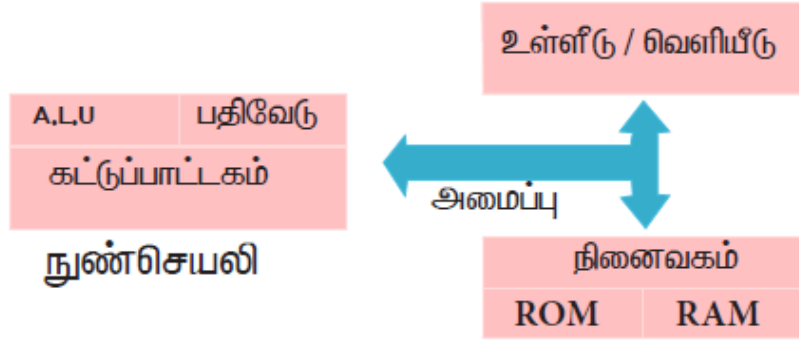 உள்ளீடு / வெளியீடு
A.L.U பதிவேடு
கட்டுப்பாட்டகம்
அமைப்பு
நுண்செயலி
நினைவகம்
ROM RAM